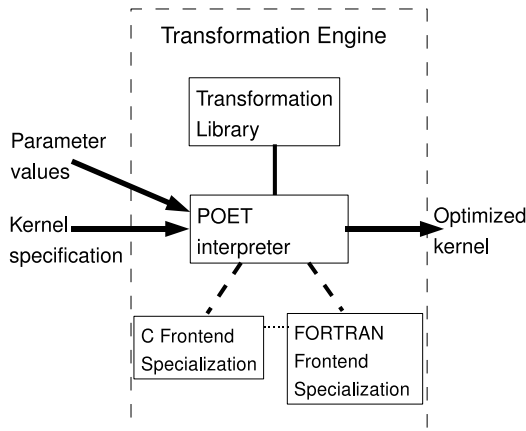 Transformation Engine
Transformation
Library
Parameter
values
Kernel
specification
POET
interpreter
Optimized
kernel
C Frontend
Specialization
FORTRAN
Frontend
Specialization